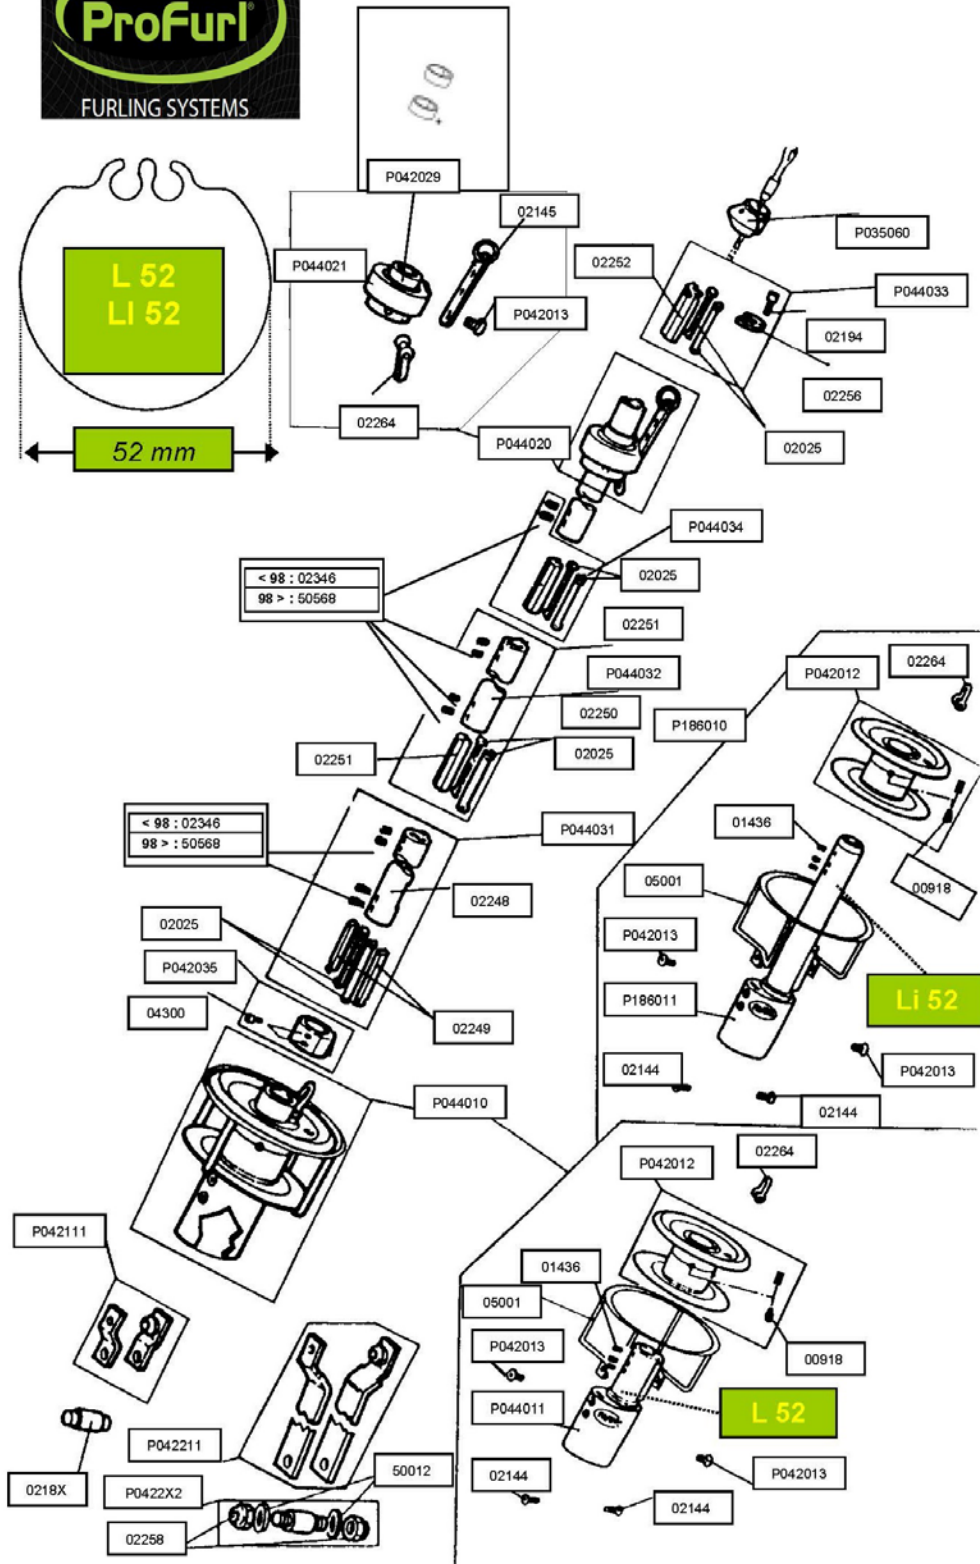 ProFurl
FURLING SYSTEMS
P042029
02145
P044021
P042013
02264
P044020
L 52
LI 52
52 mm
P035060
02252
P044033
02194
02256
02025
P044034
02025
< 98 : 02346
98 > : 50568
02251
P044032
02250
02025
02251
< 98 : 02346
98 > : 50568
P044031
02248
02025
P042035
04300
02249
P044010
P042012
02264
P186010
01436
05001
00918
P042013
P186011
Li 52
P042013
02144
02144
P042012
02264
01436
05001
P042013
00918
P044011
L 52
P042013
02144
02144
P042111
0218X
P042211
P0422X2
50012
02258